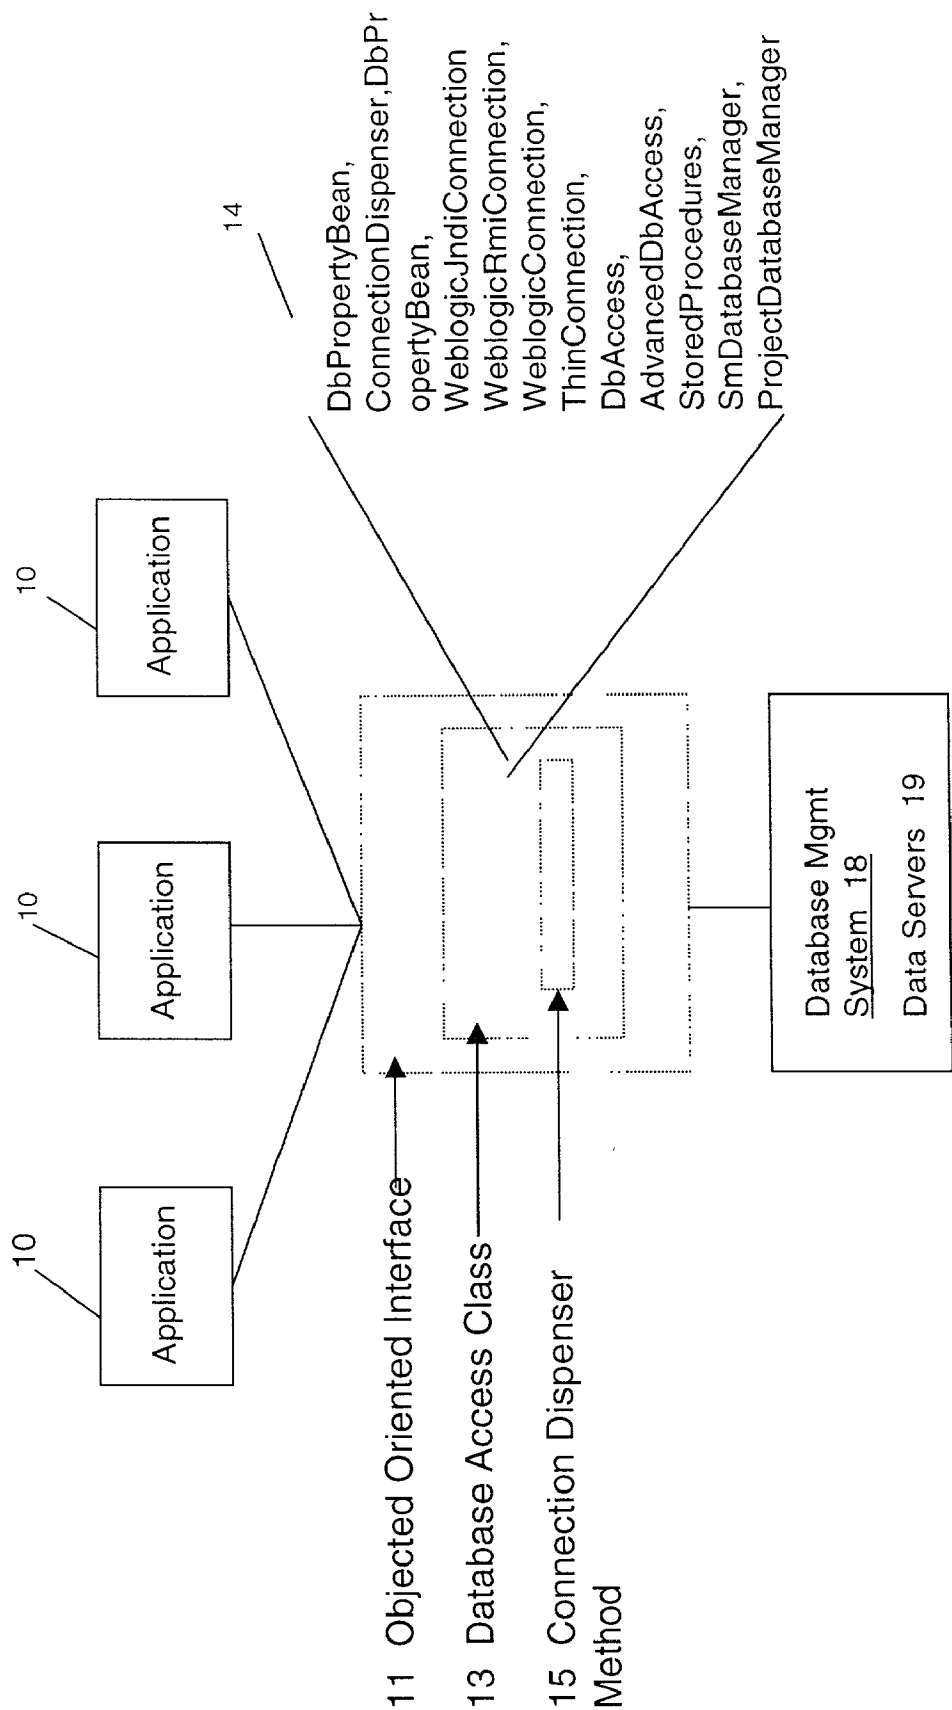 10
10
10
Application
Application
Application
14
11 Objected Oriented Interface
13 Database Access Class
15 Connection Dispenser
Method
DbPropertyBean,
ConnectionDispenser,DbPr
opertyBean,
WeblogicJndiConnection
WeblogicRmiConnection,
WeblogicConnection,
ThinConnection,
DbAccess,
AdvancedDbAccess,
StoredProcedures,
SmDatabaseManager,
ProjectDatabaseManager
Database Mgmt
System 18
Data Servers 19